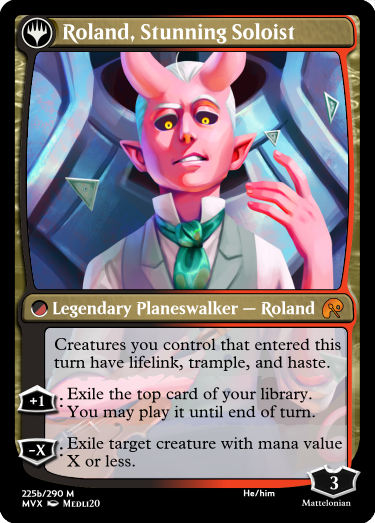 Roland, Stunning Soloist
Legendary Planeswalker — Roland
Creatures you control that entered this
turn have lifelink, trample, and haste.
+1 : Exile the top card of your library.
You may play it until end of turn.
-X : Exile target creature with mana value
X or less.
3
225b/290 M
He/him
MVX Medli20
Mattelonian